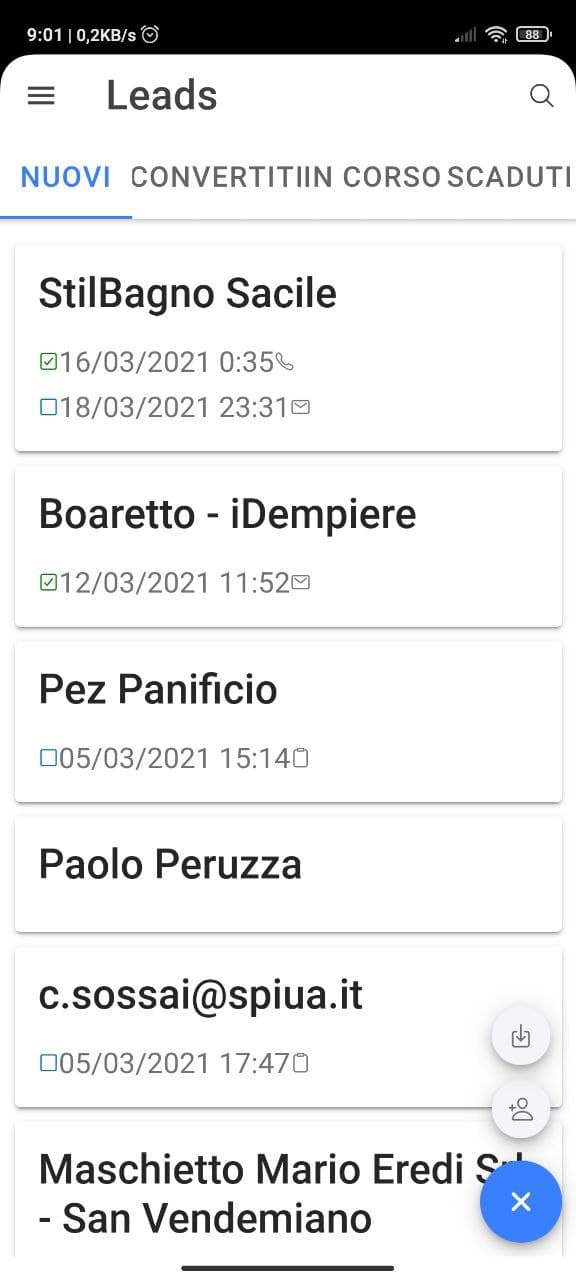 9:01 | 0,2KB/s 88
Leads
NUOVI CONVERTITI IN CORSO SCADUTI
StilBagno Sacile
16/03/2021 0:35
18/03/2021 23:31
Boaretto - iDempiere
12/03/2021 11:52
Pez Panificio
05/03/2021 15:14
Paolo Peruzza
c.sossai@spiua.it
05/03/2021 17:47
Maschietto Mario Eredi Srl
- San Vendemiano